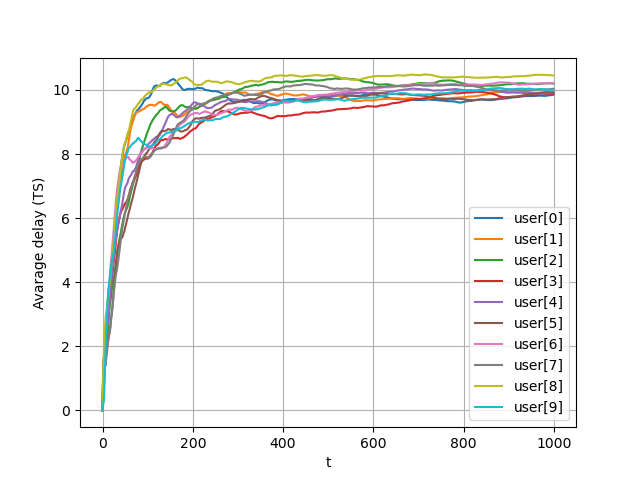 10
8
6
4
2
0
Avarage delay (TS)
0
200
400
600
800
1000
t
user[0]
user[1]
user[2]
user[3]
user[4]
user[5]
user[6]
user[7]
user[8]
user[9]